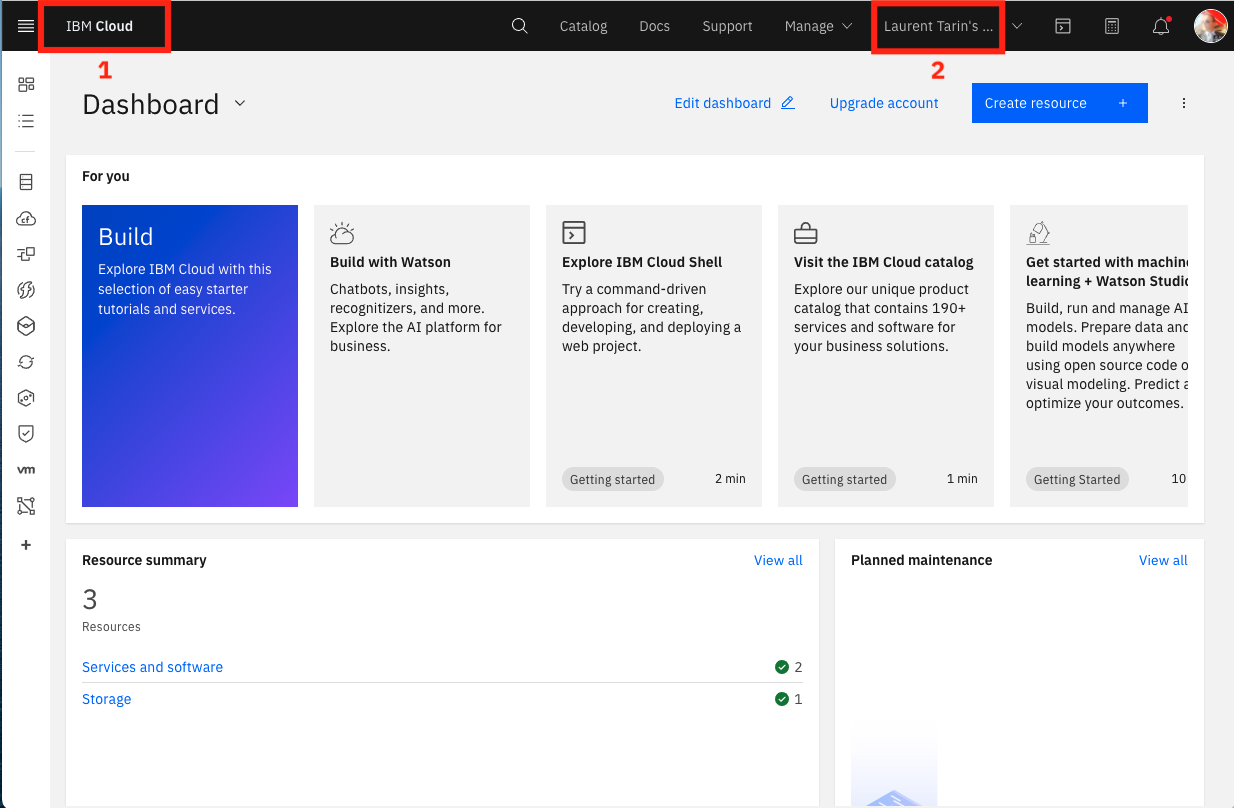 IBM Cloud
Catalog
Docs
Support
Manage
Laurent Tarin's ...
1
2
Dashboard
Edit dashboard
Upgrade account
Create resource +
For you
Build
Explore IBM Cloud with this
selection of easy starter
tutorials and services.
Build with Watson
Chatbots, insights,
recognizers, and more.
Explore the AI platform for
business.
Explore IBM Cloud Shell
Try a command-driven
approach for creating,
developing, and deploying a
web project.
Getting started
2 min
Visit the IBM Cloud catalog
Explore our unique product
catalog that contains 190+
services and software for
your business solutions.
Getting started
1 min
Get started with machine
learning + Watson Studio
Build, run and manage AI
models. Prepare data and
build models anywhere
using open source code o
visual modeling. Predict a
optimize your outcomes.
Getting Started
10
cf
vm
+
Resource summary
View all
3
Resources
Services and software
2
Storage
1
Planned maintenance
View all